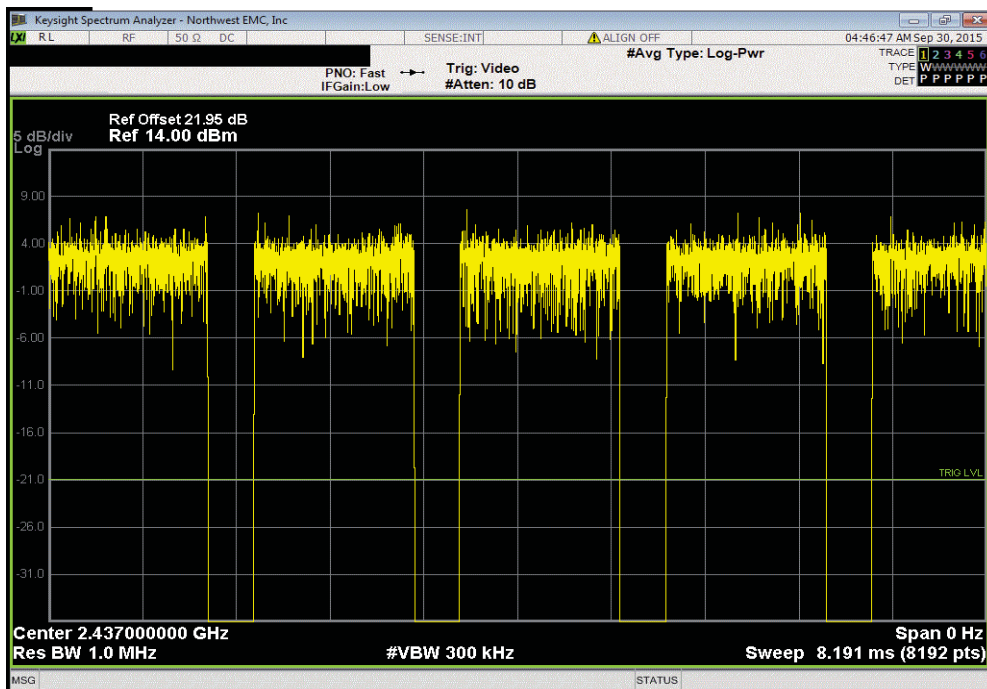 Keysight Spectrum Analyzer - Northwest EMC, Inc
LXI RL RF 50 Ω DC SENSE:INT ALIGN OFF 04:46:47 AM Sep 30, 2015
#Avg Type: Log-Pwr TRACE 1 2 3 4 5 6
PNO: Fast Trig: Video TYPE WWWWWW
IFGain:Low #Atten: 10 dB DET P P P P P P
Ref Offset 21.95 dB
5 dB/div Ref 14.00 dBm
Log
9.00
4.00
-1.00
-6.00
-11.0
-16.0
TRIG LVL
-21.0
-26.0
-31.0
Center 2.437000000 GHz Span 0 Hz
Res BW 1.0 MHz #VBW 300 kHz Sweep 8.191 ms (8192 pts)
MSG STATUS